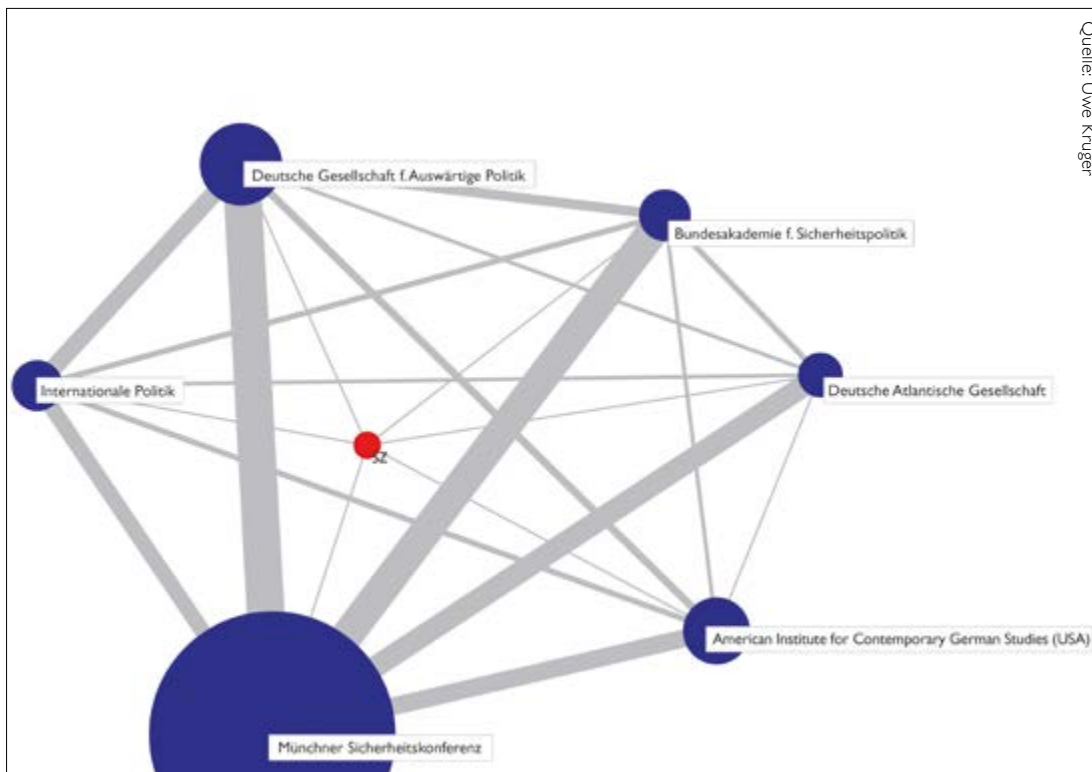 Quelle: Uwe Krüger
Deutsche Gesellschaft f. Auswärtige Politik
Bundesakademie f. Sicherheitspolitik
Internationale Politik
Deutsche Atlantische Gesellschaft
SZ
American Institute for Contemporary German Studies (USA)
Münchner Sicherheitskonferenz